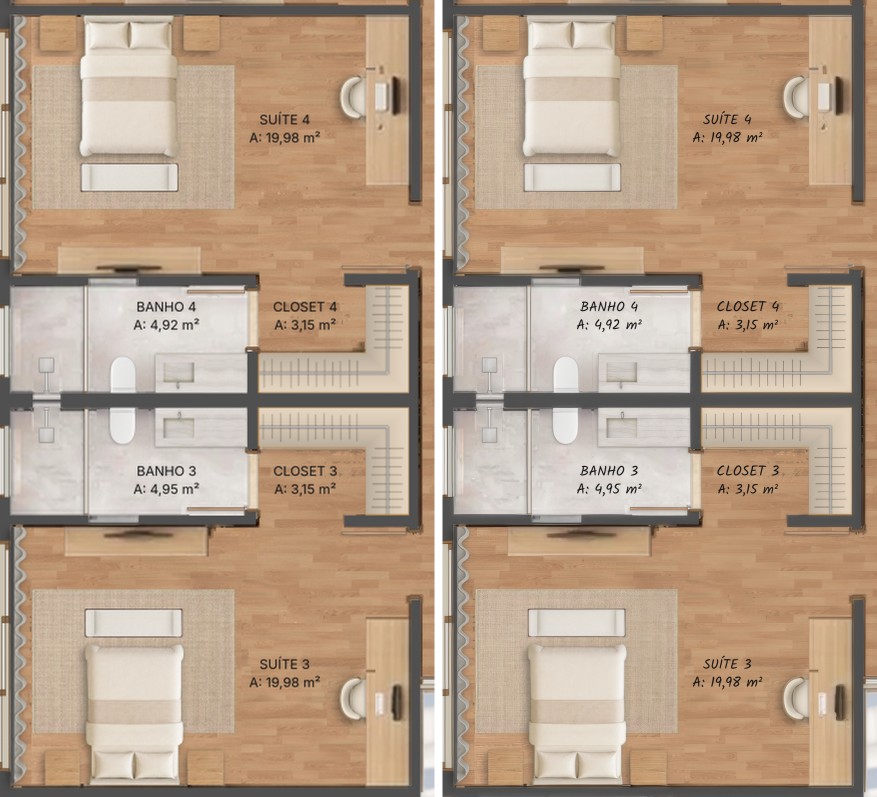 SUÍTE 4
A: 19,98 m²
BANHO 4
A: 4,92 m²
CLOSET 4
A: 3,15 m²
BANHO 3
A: 4,95 m²
CLOSET 3
A: 3,15 m²
SUÍTE 3
A: 19,98 m²
SUÍTE 4
A: 19,98 m²
BANHO 4
A: 4,92 m²
CLOSET 4
A: 3,15 m²
BANHO 3
A: 4,95 m²
CLOSET 3
A: 3,15 m²
SUÍTE 3
A: 19,98 m²